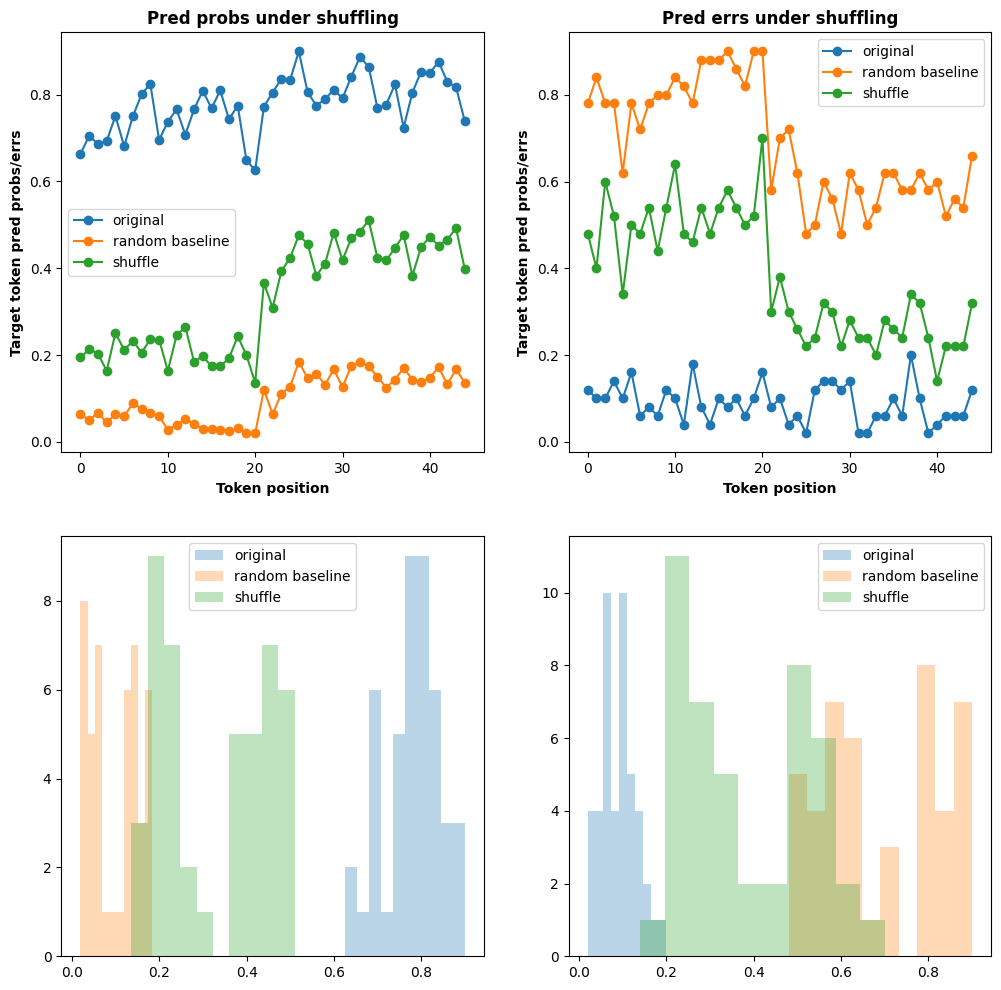 Pred probs under shuffling
Target token pred probs/errs
0.8
0.6
0.4
0.2
0.0
original
random baseline
shuffle
0
10
20
30
40
Token position
Pred errs under shuffling
Target token pred probs/errs
0.8
0.6
0.4
0.2
0.0
original
random baseline
shuffle
0
10
20
30
40
Token position
8
6
4
2
0
original
random baseline
shuffle
0.0
0.2
0.4
0.6
0.8
10
8
6
4
2
0
original
random baseline
shuffle
0.0
0.2
0.4
0.6
0.8